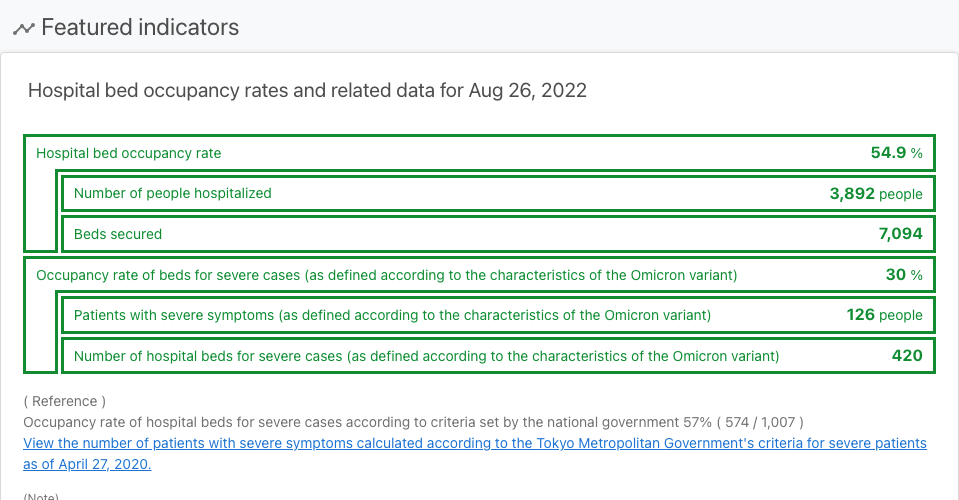 Featured indicators
Hospital bed occupancy rates and related data for Aug 26, 2022
Hospital bed occupancy rate 54.9 %
Number of people hospitalized 3,892 people
Beds secured 7,094
Occupancy rate of beds for severe cases (as defined according to the characteristics of the Omicron variant) 30 %
Patients with severe symptoms (as defined according to the characteristics of the Omicron variant) 126 people
Number of hospital beds for severe cases (as defined according to the characteristics of the Omicron variant) 420
( Reference )
Occupancy rate of hospital beds for severe cases according to criteria set by the national government 57% ( 574 / 1,007 )
View the number of patients with severe symptoms calculated according to the Tokyo Metropolitan Government's criteria for severe patients
as of April 27, 2020.
(Note)